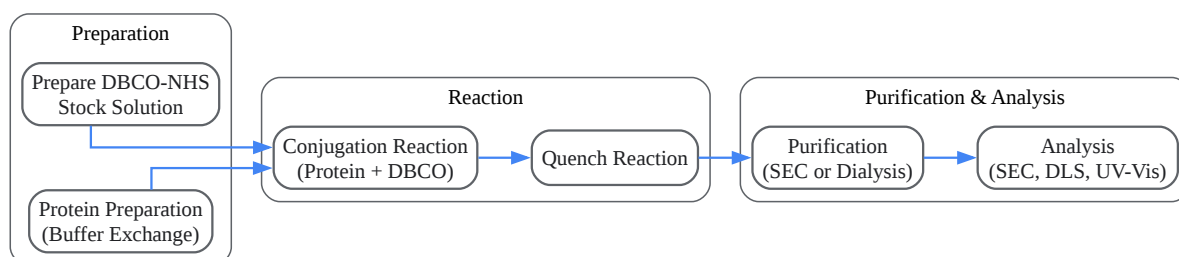 Preparation
Prepare DBCO-NHS
Stock Solution
Protein Preparation
(Buffer Exchange)
Reaction
Conjugation Reaction
(Protein + DBCO)
Quench Reaction
Purification & Analysis
Purification
(SEC or Dialysis)
Analysis
(SEC, DLS, UV-Vis)